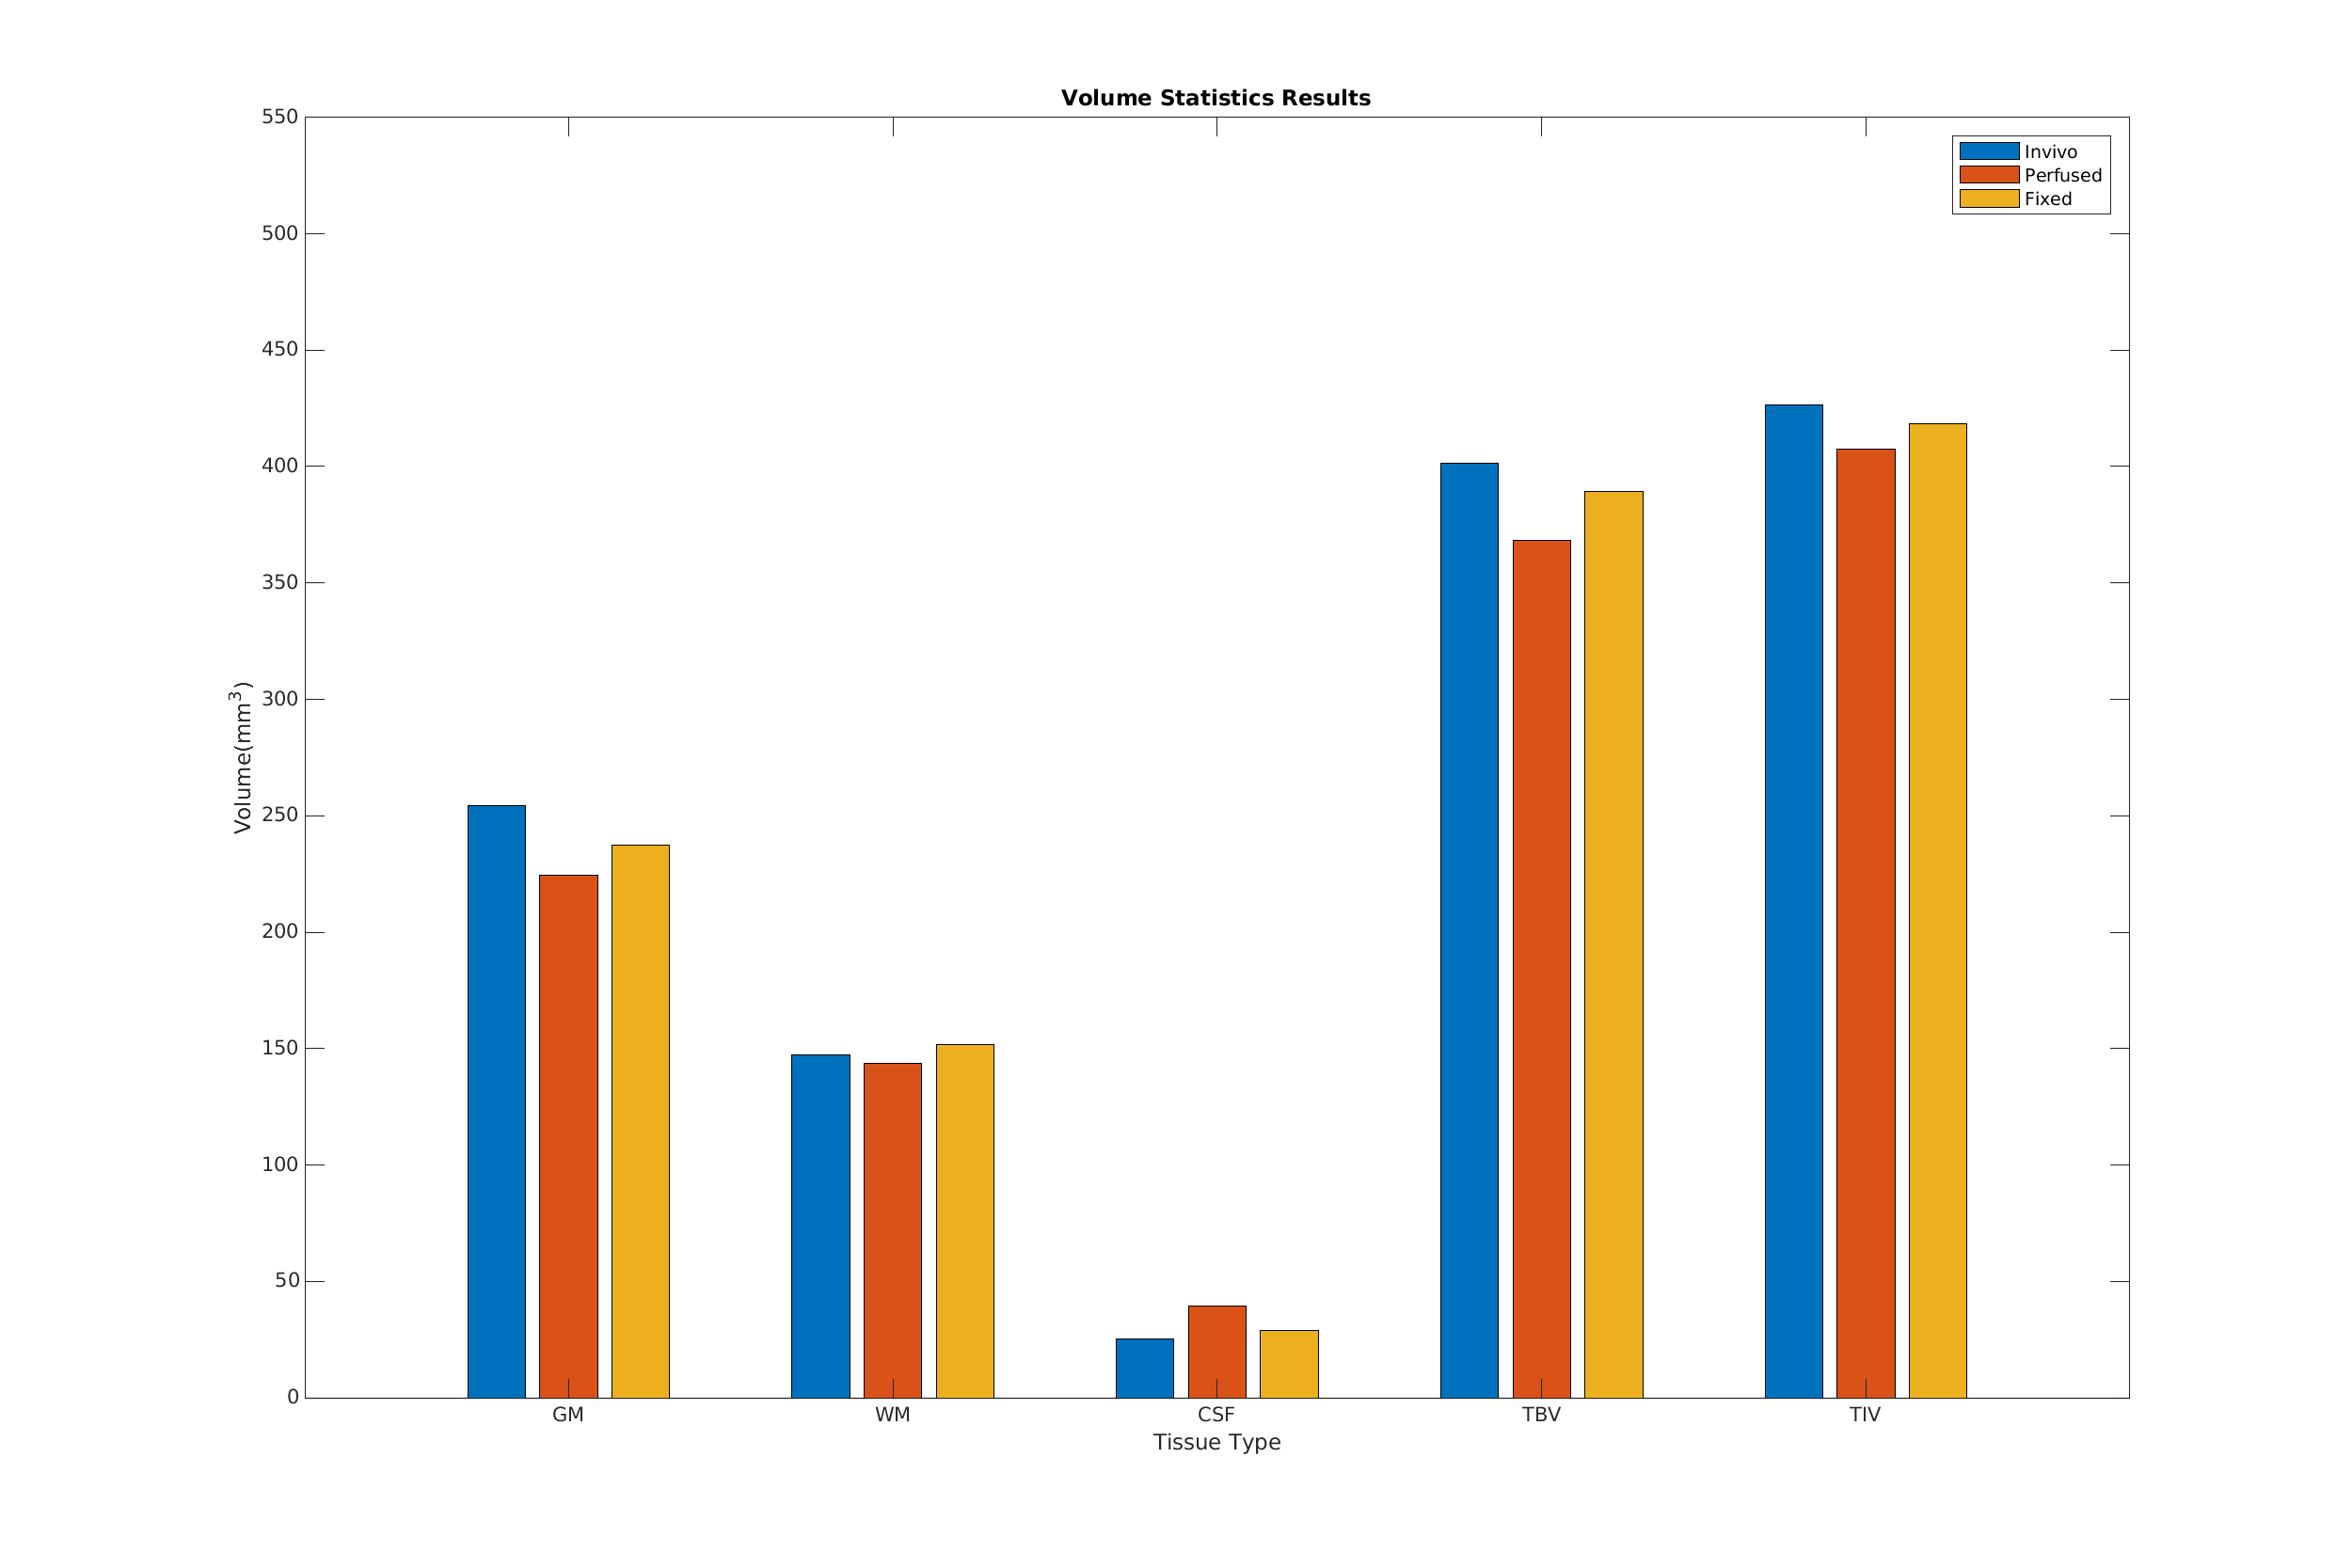 Volume Statistics Results
550
500
450
400
350
300
250
200
150
100
50
0
Volume(mm³)
GM WM CSF TBV TIV
Tissue Type
Invivo
Perfused
Fixed